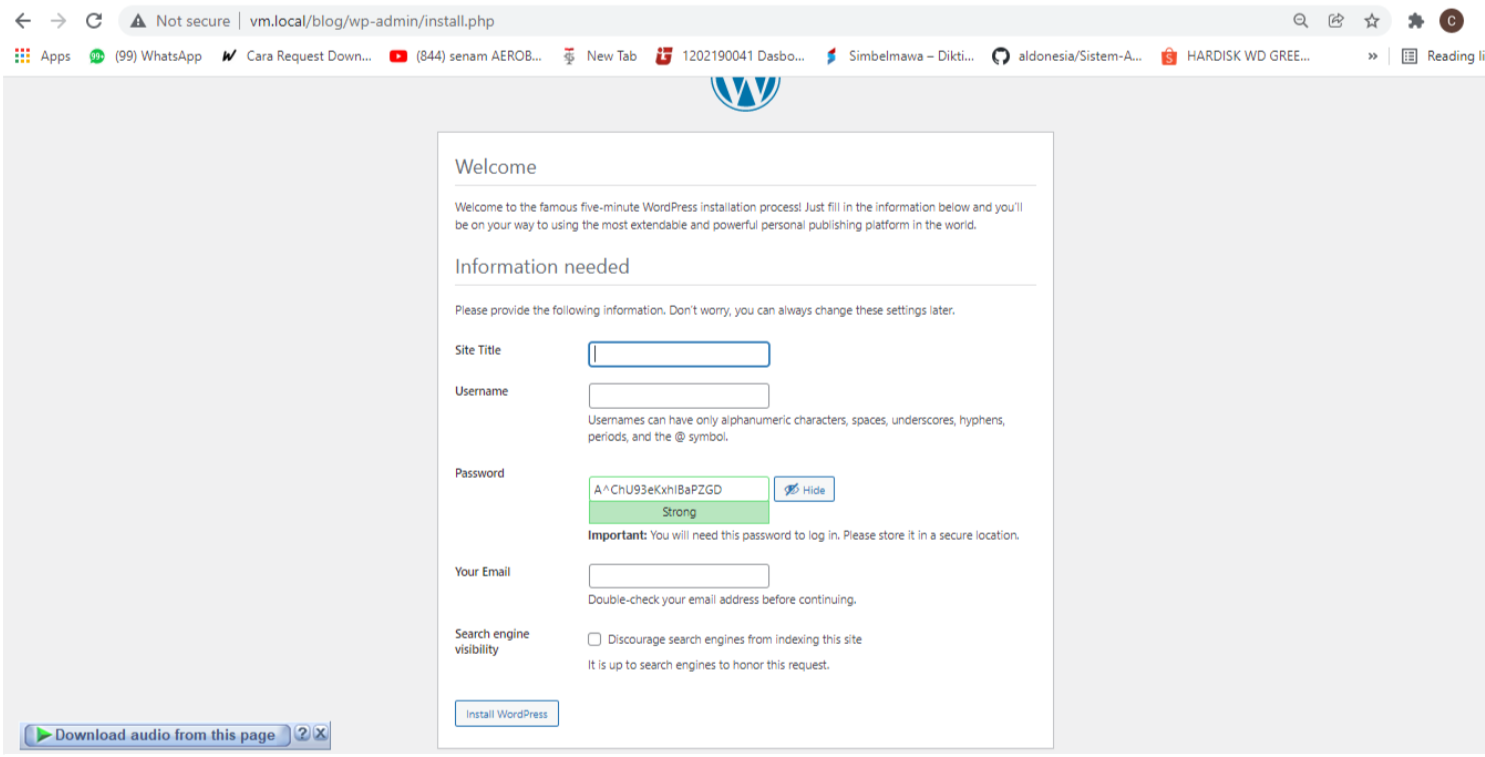 Not secure | vm.local/blog/wp-admin/install.php
C
Apps (99) WhatsApp Cara Request Down... (844) senam AEROB... New Tab 1202190041 Dasbo... Simbelmawa – Dikti... aldonesia/Sistem-A... HARDISK WD GREE... » Reading li
Welcome
Welcome to the famous five-minute WordPress installation process! Just fill in the information below and you'll
be on your way to using the most extendable and powerful personal publishing platform in the world.
Information needed
Please provide the following information. Don't worry, you can always change these settings later.
Site Title
Username
Usernames can have only alphanumeric characters, spaces, underscores, hyphens,
periods, and the @ symbol.
Password
A^ChU93eKxhIBaPZGD
Hide
Strong
Important: You will need this password to log in. Please store it in a secure location.
Your Email
Double-check your email address before continuing.
Search engine
visibility
Discourage search engines from indexing this site
It is up to search engines to honor this request.
Install WordPress
Download audio from this page ? X